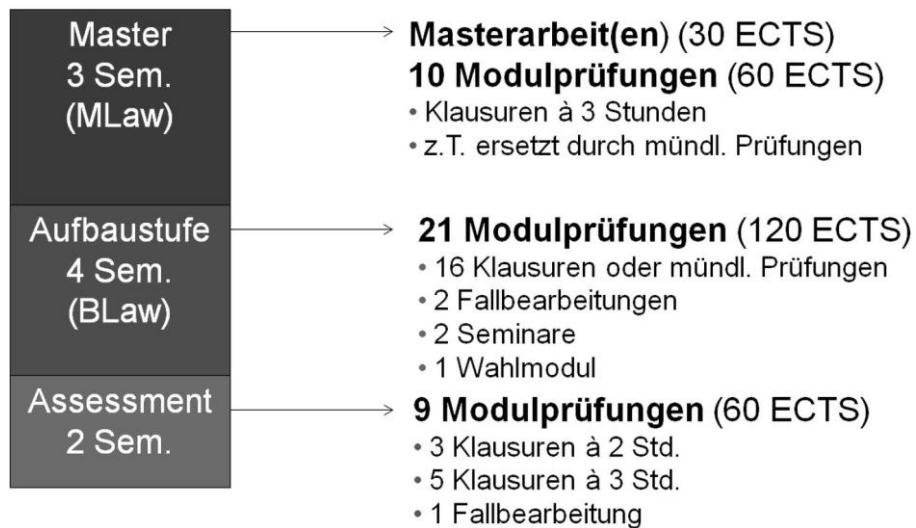 Master
3 Sem.
(MLaw)
Masterarbeit(en) (30 ECTS)
10 Modulprüfungen (60 ECTS)
• Klausuren à 3 Stunden
• z.T. ersetzt durch mündl. Prüfungen
Aufbaustufe
4 Sem.
(BLaw)
21 Modulprüfungen (120 ECTS)
• 16 Klausuren oder mündl. Prüfungen
• 2 Fallbearbeitungen
• 2 Seminare
• 1 Wahlmodul
Assessment
2 Sem.
9 Modulprüfungen (60 ECTS)
• 3 Klausuren à 2 Std.
• 5 Klausuren à 3 Std.
• 1 Fallbearbeitung